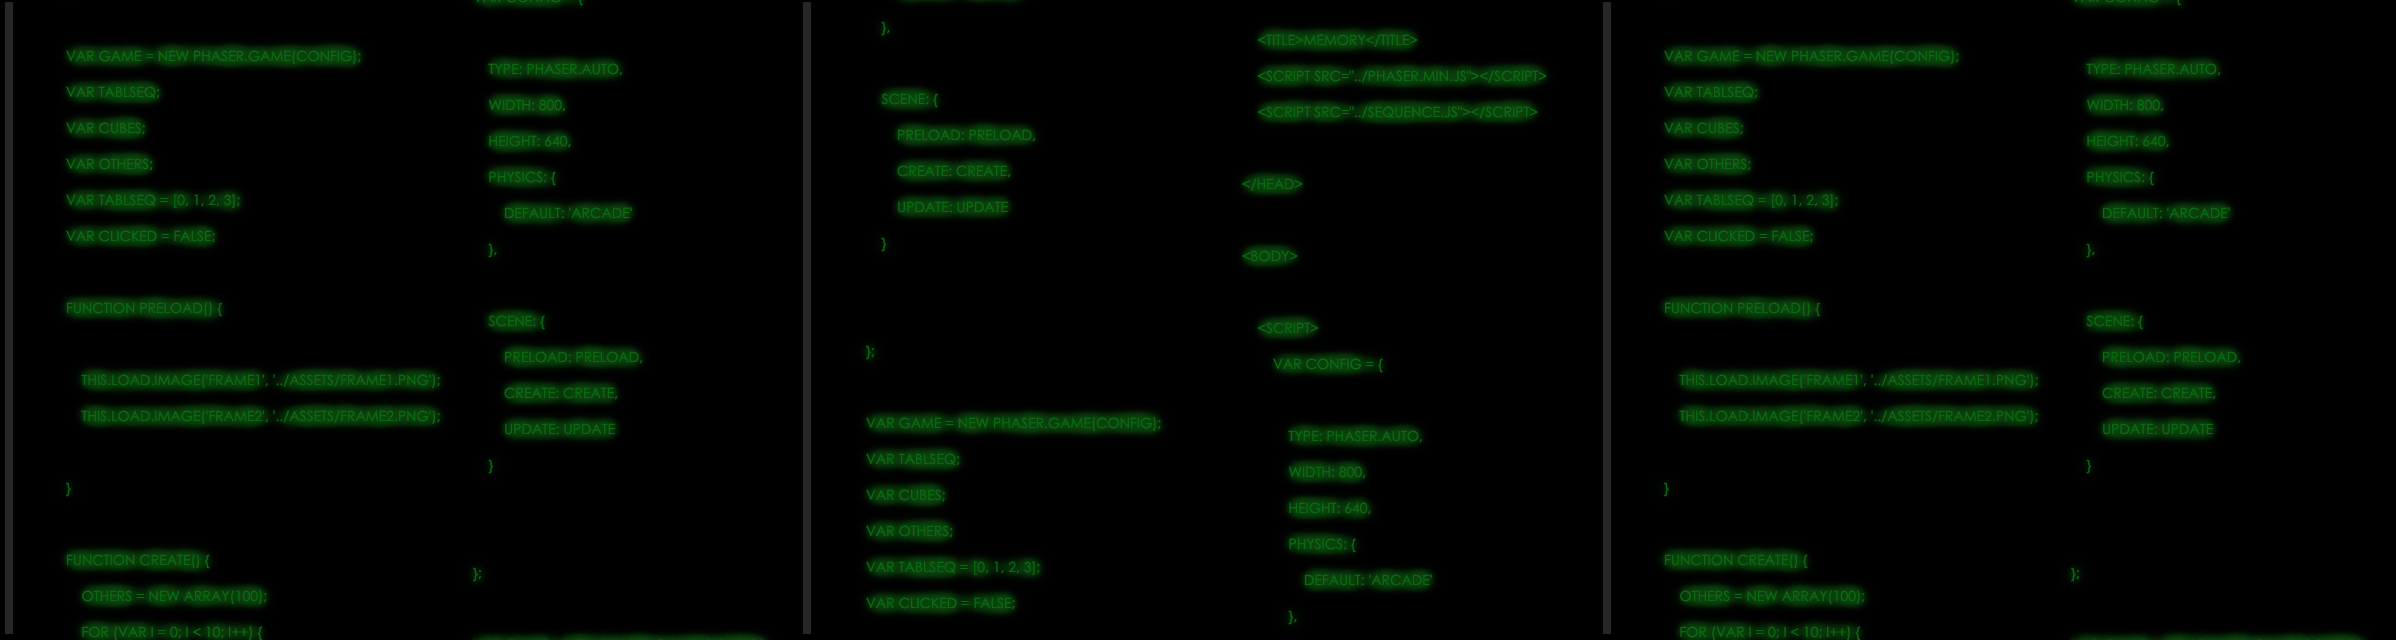 VAR GAME = NEW PHASER.GAME(CONFIG);
VAR TABLSEQ;
VAR CUBES;
VAR OTHERS;
VAR TABLSEQ = [0, 1, 2, 3];
VAR CLICKED = FALSE;
FUNCTION PRELOAD() {
THIS.LOAD.IMAGE('FRAME1', '../ASSETS/FRAME1.PNG');
THIS.LOAD.IMAGE('FRAME2', '../ASSETS/FRAME2.PNG');
}
FUNCTION CREATE() {
OTHERS = NEW ARRAY(100);
FOR (VAR I = 0; I < 10; I++) {
VAR CONFIG = {
TYPE: PHASER.AUTO,
WIDTH: 800,
HEIGHT: 640,
PHYSICS: {
DEFAULT: 'ARCADE'
},
SCENE: {
PRELOAD: PRELOAD,
CREATE: CREATE,
UPDATE: UPDATE
}
};
},
SCENE: {
PRELOAD: PRELOAD,
CREATE: CREATE,
UPDATE: UPDATE
}
};
VAR GAME = NEW PHASER.GAME(CONFIG);
VAR TABLSEQ;
VAR CUBES;
VAR OTHERS;
VAR TABLSEQ = [0, 1, 2, 3];
VAR CLICKED = FALSE;
<TITLE>MEMORY</TITLE>
<SCRIPT SRC="../PHASER.MIN.JS"></SCRIPT>
<SCRIPT SRC="../SEQUENCE.JS"></SCRIPT>
</HEAD>
<BODY>
<SCRIPT>
VAR CONFIG = {
TYPE: PHASER.AUTO,
WIDTH: 800,
HEIGHT: 640,
PHYSICS: {
DEFAULT: 'ARCADE'
},
VAR GAME = NEW PHASER.GAME(CONFIG);
VAR TABLSEQ;
VAR CUBES;
VAR OTHERS;
VAR TABLSEQ = [0, 1, 2, 3];
VAR CLICKED = FALSE;
FUNCTION PRELOAD() {
THIS.LOAD.IMAGE('FRAME1', '../ASSETS/FRAME1.PNG');
THIS.LOAD.IMAGE('FRAME2', '../ASSETS/FRAME2.PNG');
}
FUNCTION CREATE() {
OTHERS = NEW ARRAY(100);
FOR (VAR I = 0; I < 10; I++) {
VAR CONFIG = {
TYPE: PHASER.AUTO,
WIDTH: 800,
HEIGHT: 640,
PHYSICS: {
DEFAULT: 'ARCADE'
},
SCENE: {
PRELOAD: PRELOAD,
CREATE: CREATE,
UPDATE: UPDATE
}
};